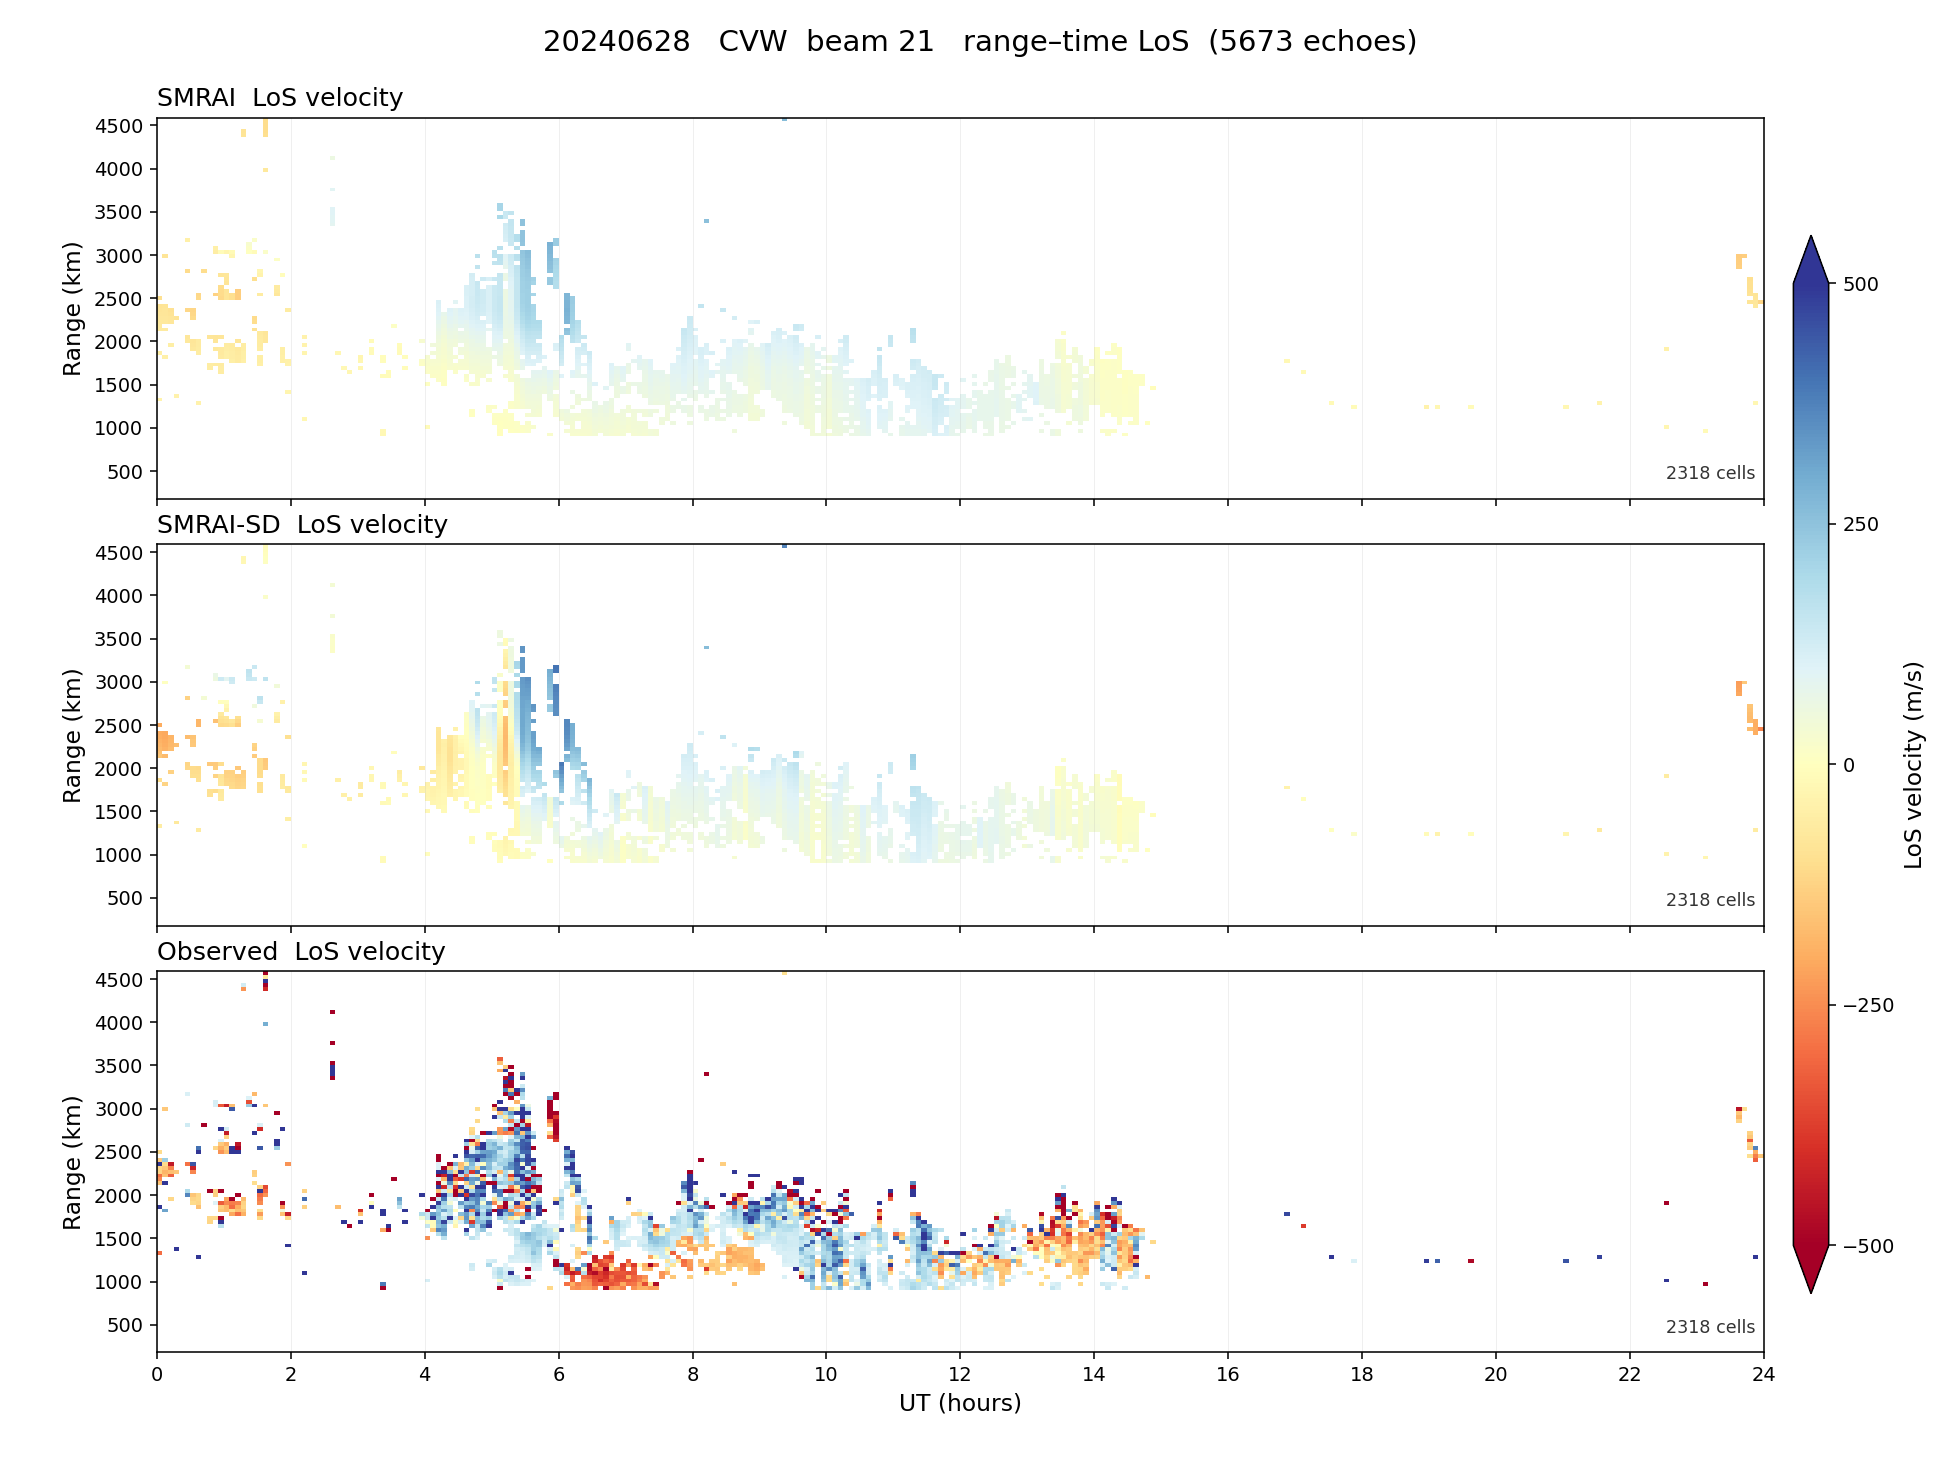 20240628   CVW  beam 21   range–time LoS  (5673 echoes)
SMRAI  LoS velocity
4500
4000
3500
3000
2500
2000
1500
1000
500
Range (km)
2318 cells
SMRAI-SD  LoS velocity
4500
4000
3500
3000
2500
2000
1500
1000
500
Range (km)
2318 cells
Observed  LoS velocity
4500
4000
3500
3000
2500
2000
1500
1000
500
Range (km)
2318 cells
0 2 4 6 8 10 12 14 16 18 20 22 24
UT (hours)
500
250
0
−250
−500
LoS velocity (m/s)